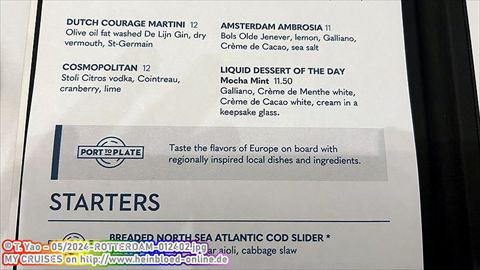 DUTCH COURAGE MARTINI 12
Olive oil fat washed De Lijn Gin, dry
vermouth, St-Germain
COSMOPOLITAN 12
Stoli Citros vodka, Cointreau,
cranberry, lime
AMSTERDAM AMBROSIA 11
Bols Olde Jenever, lemon, Galliano,
Crème de Cacao, sea salt
LIQUID DESSERT OF THE DAY
Mocha Mint 11.50
Galliano, Crème de Menthe white,
Crème de Cacao white, cream in a
keepsake glass.
PORT TO PLATE
Taste the flavors of Europe on board with
regionally inspired local dishes and ingredients.
STARTERS
BREADED NORTH SEA ATLANTIC COD SLIDER *
aioli, cabbage slaw
©T. Yao - 05/2024-ROTTERDAM-012602.jpg
MY CRUISES on http://www.heinbloed-online.de